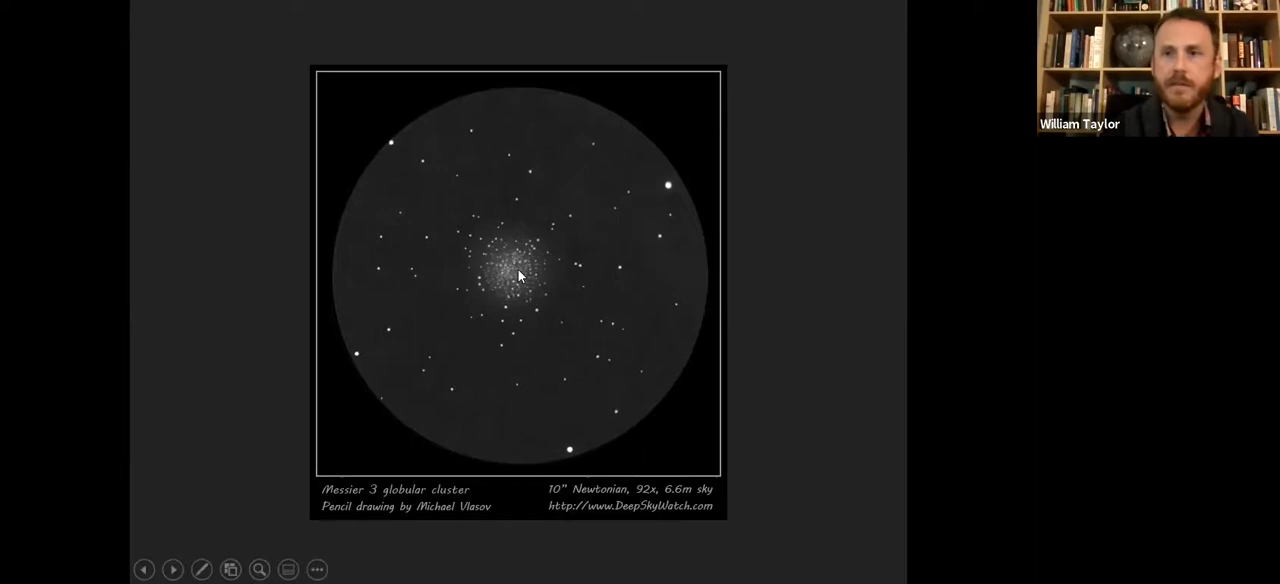 William Taylor
Messier 3 globular cluster
10" Newtonian, 92x, 6.6m sky
Pencil drawing by Michael Vlasov
http://www.DeepSkyWatch.com